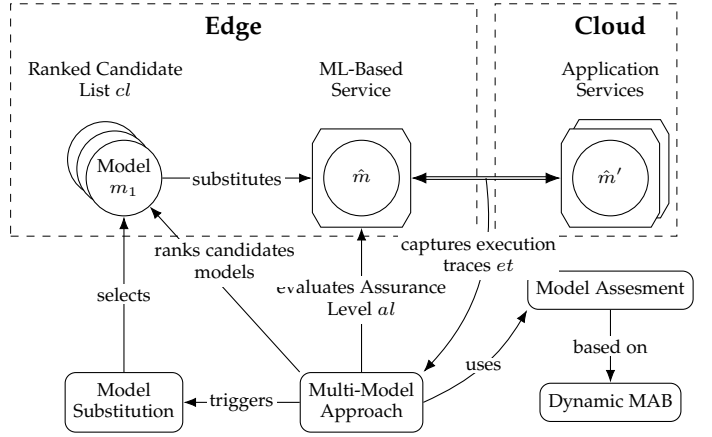 Edge
Cloud
Ranked Candidate
List cl
ML-Based
Service
Application
Services
Model
m₁
substitutes
m̂
m̂′
ranks candidates
models
captures execution
traces et
selects
evaluates Assurance
Level al
Model Assesment
uses
based on
Model
Substitution
triggers
Multi-Model
Approach
Dynamic MAB